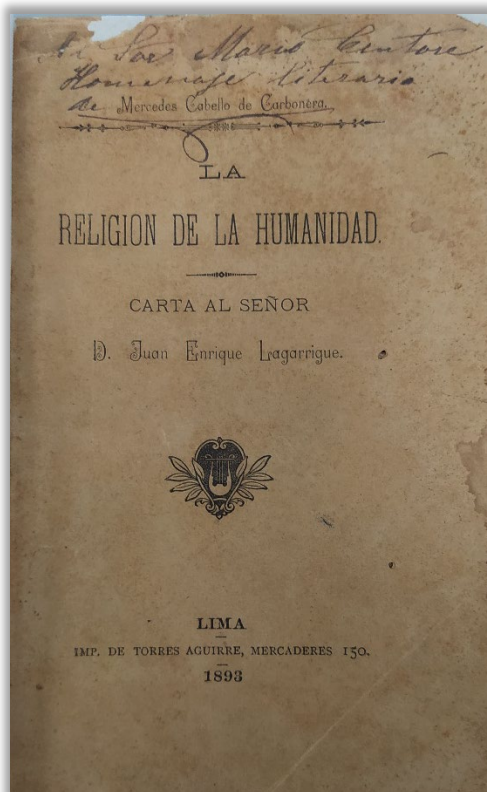 Sor Mario Centore
Homenaje literario
de Mercedes Cabello de Carbonera.
LA
RELIGION DE LA HUMANIDAD.
CARTA AL SEÑOR
D. Juan Enrique Lagarrigue.
LIMA
IMP. DE TORRES AGUIRRE, MERCADERES 150.
1893